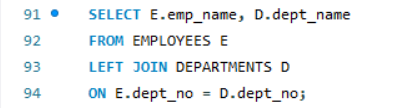 91 SELECT E.emp_name, D.dept_name
92 FROM EMPLOYEES E
93 LEFT JOIN DEPARTMENTS D
94 ON E.dept_no = D.dept_no;